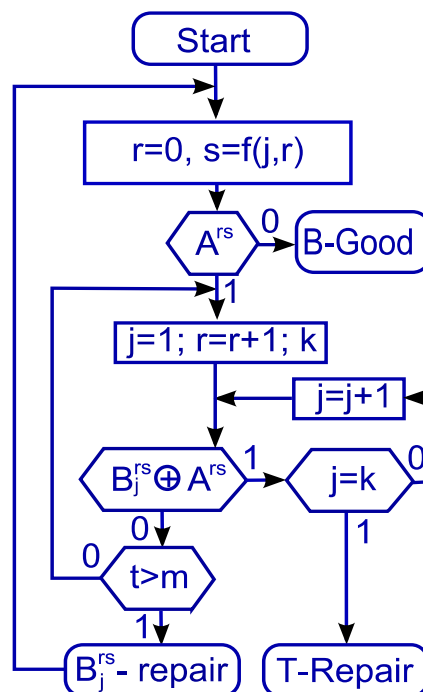 Start
r=0, s=f(j,r)
A^rs
0
B-Good
1
j=1; r=r+1; k
j=j+1
B_j^rs ⊕ A^rs
1
j=k
0
0
1
0
t>m
1
B_j^rs - repair
T-Repair